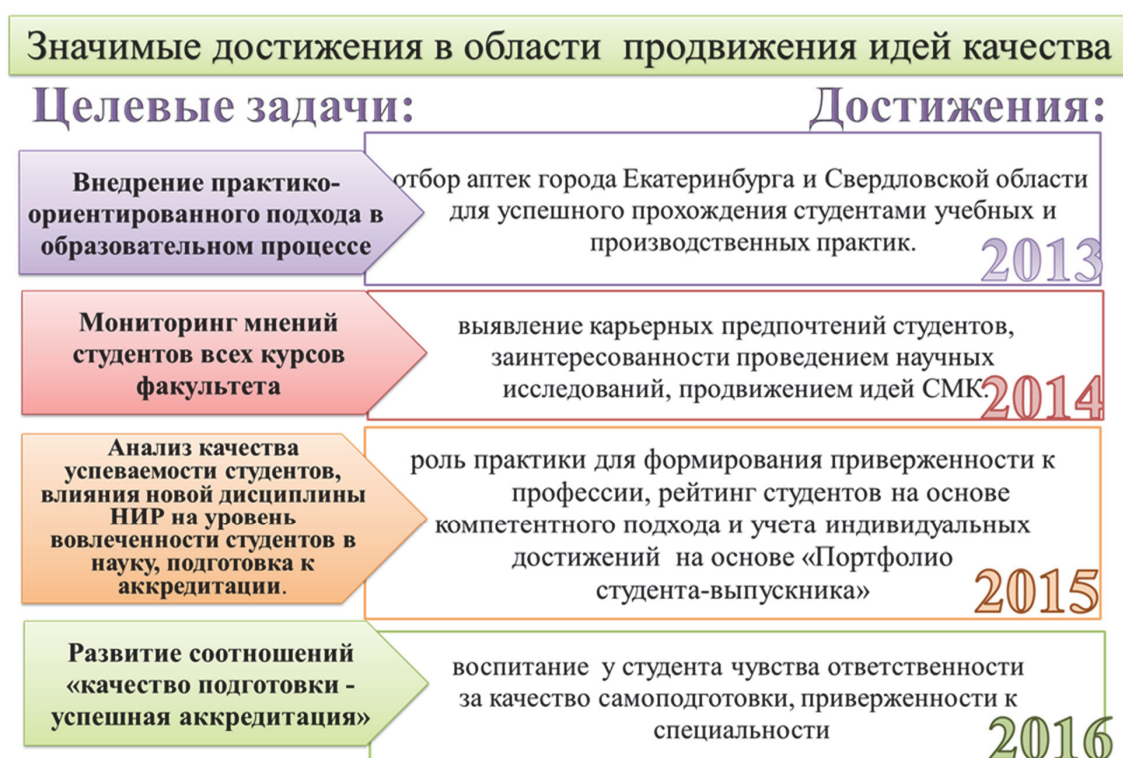 Значимые достижения в области продвижения идей качества
Целевые задачи:
Достижения:
Внедрение практико-
ориентированного подхода в
образовательном процессе
отбор аптек города Екатеринбурга и Свердловской области
для успешного прохождения студентами учебных и
производственных практик.
2013
Мониторинг мнений
студентов всех курсов
факультета
выявление карьерных предпочтений студентов,
заинтересованности проведением научных
исследований, продвижением идей СМК.
2014
Анализ качества
успеваемости студентов,
влияния новой дисциплины
НИР на уровень
вовлеченности студентов в
науку, подготовка к
аккредитации.
роль практики для формирования приверженности к
профессии, рейтинг студентов на основе
компетентного подхода и учета индивидуальных
достижений на основе «Портфолио
студента-выпускника»
2015
Развитие соотношений
«качество подготовки -
успешная аккредитация»
воспитание у студента чувства ответственности
за качество самоподготовки, приверженности к
специальности
2016